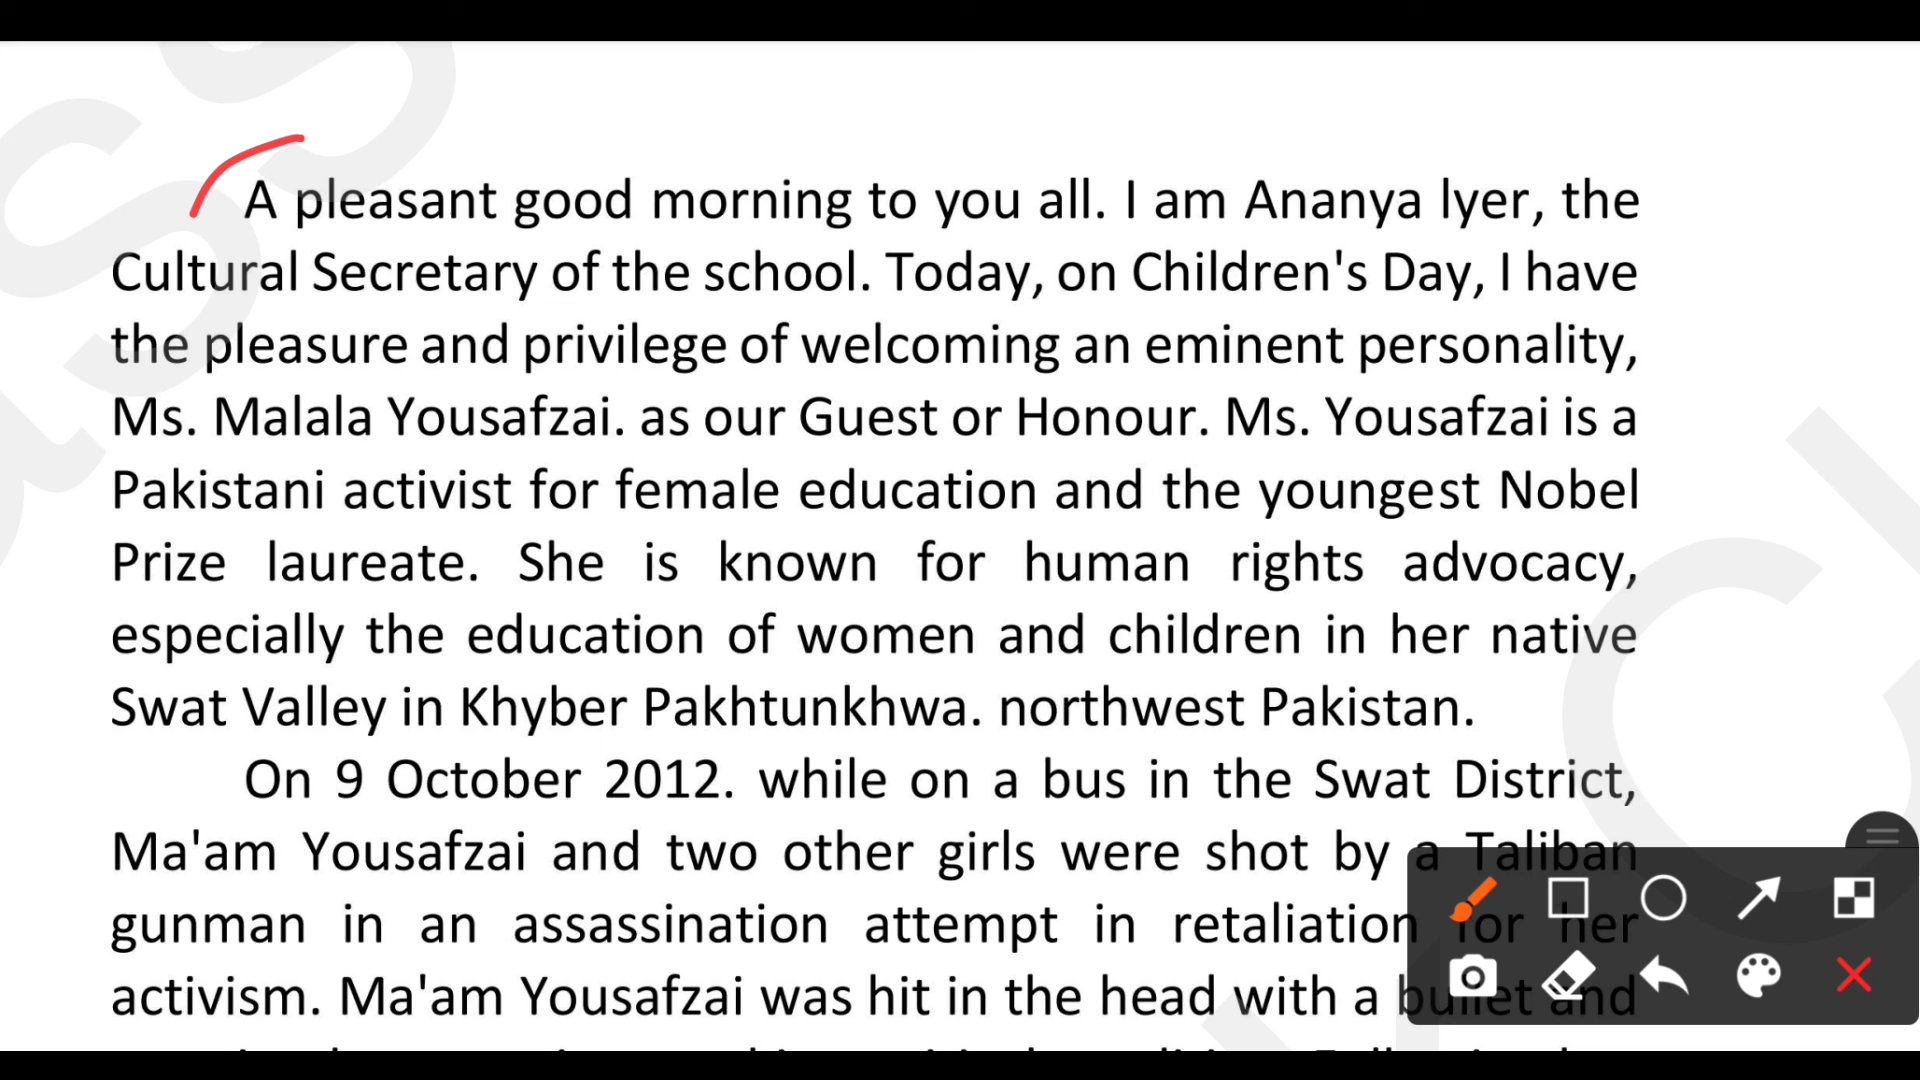 A pleasant good morning to you all. I am Ananya lyer, the
Cultural Secretary of the school. Today, on Children's Day, I have
the pleasure and privilege of welcoming an eminent personality,
Ms. Malala Yousafzai. as our Guest or Honour. Ms. Yousafzai is a
Pakistani activist for female education and the youngest Nobel
Prize laureate. She is known for human rights advocacy,
especially the education of women and children in her native
Swat Valley in Khyber Pakhtunkhwa. northwest Pakistan.
On 9 October 2012. while on a bus in the Swat District,
Ma'am Yousafzai and two other girls were shot by a Taliban
gunman in an assassination attempt in retaliation for her
activism. Ma'am Yousafzai was hit in the head with a bullet and